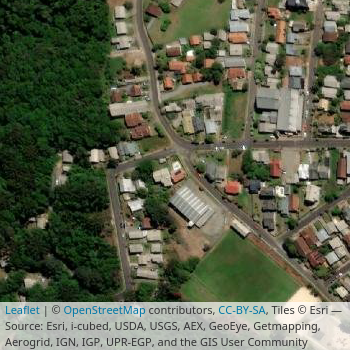 Leaflet | © OpenStreetMap contributors, CC-BY-SA, Tiles © Esri —
Source: Esri, i-cubed, USDA, USGS, AEX, GeoEye, Getmapping,
Aerogrid, IGN, IGP, UPR-EGP, and the GIS User Community